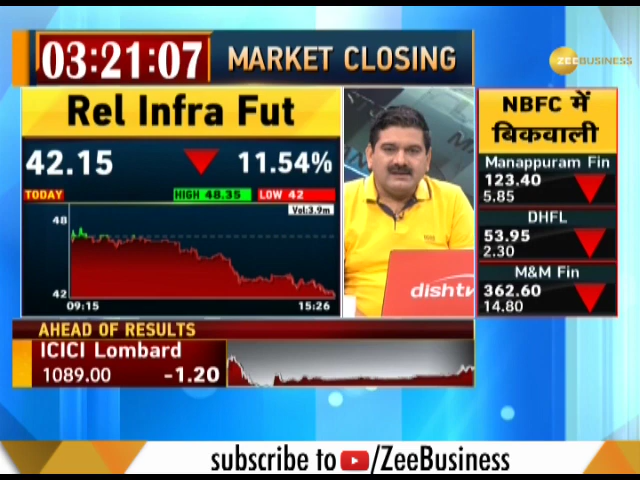 03:21:07 MARKET CLOSING
ZEEBUSINESS
Rel Infra Fut
42.15 11.54%
TODAY HIGH 48.35 LOW 42
Vol:3.9m
48
42
09:15 15:26
dishtv
NBFC में
बिकवाली
Manappuram Fin
123.40
5.85
DHFL
53.95
2.30
M&M Fin
362.60
14.80
AHEAD OF RESULTS
ICICI Lombard
1089.00 -1.20
subscribe to /ZeeBusiness